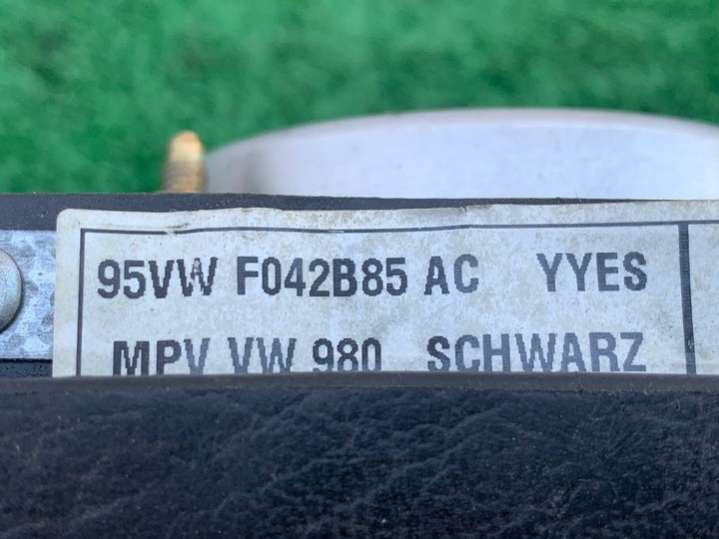 95VW F042B85 AC YYES
MPV VW 980 SCHWARZ